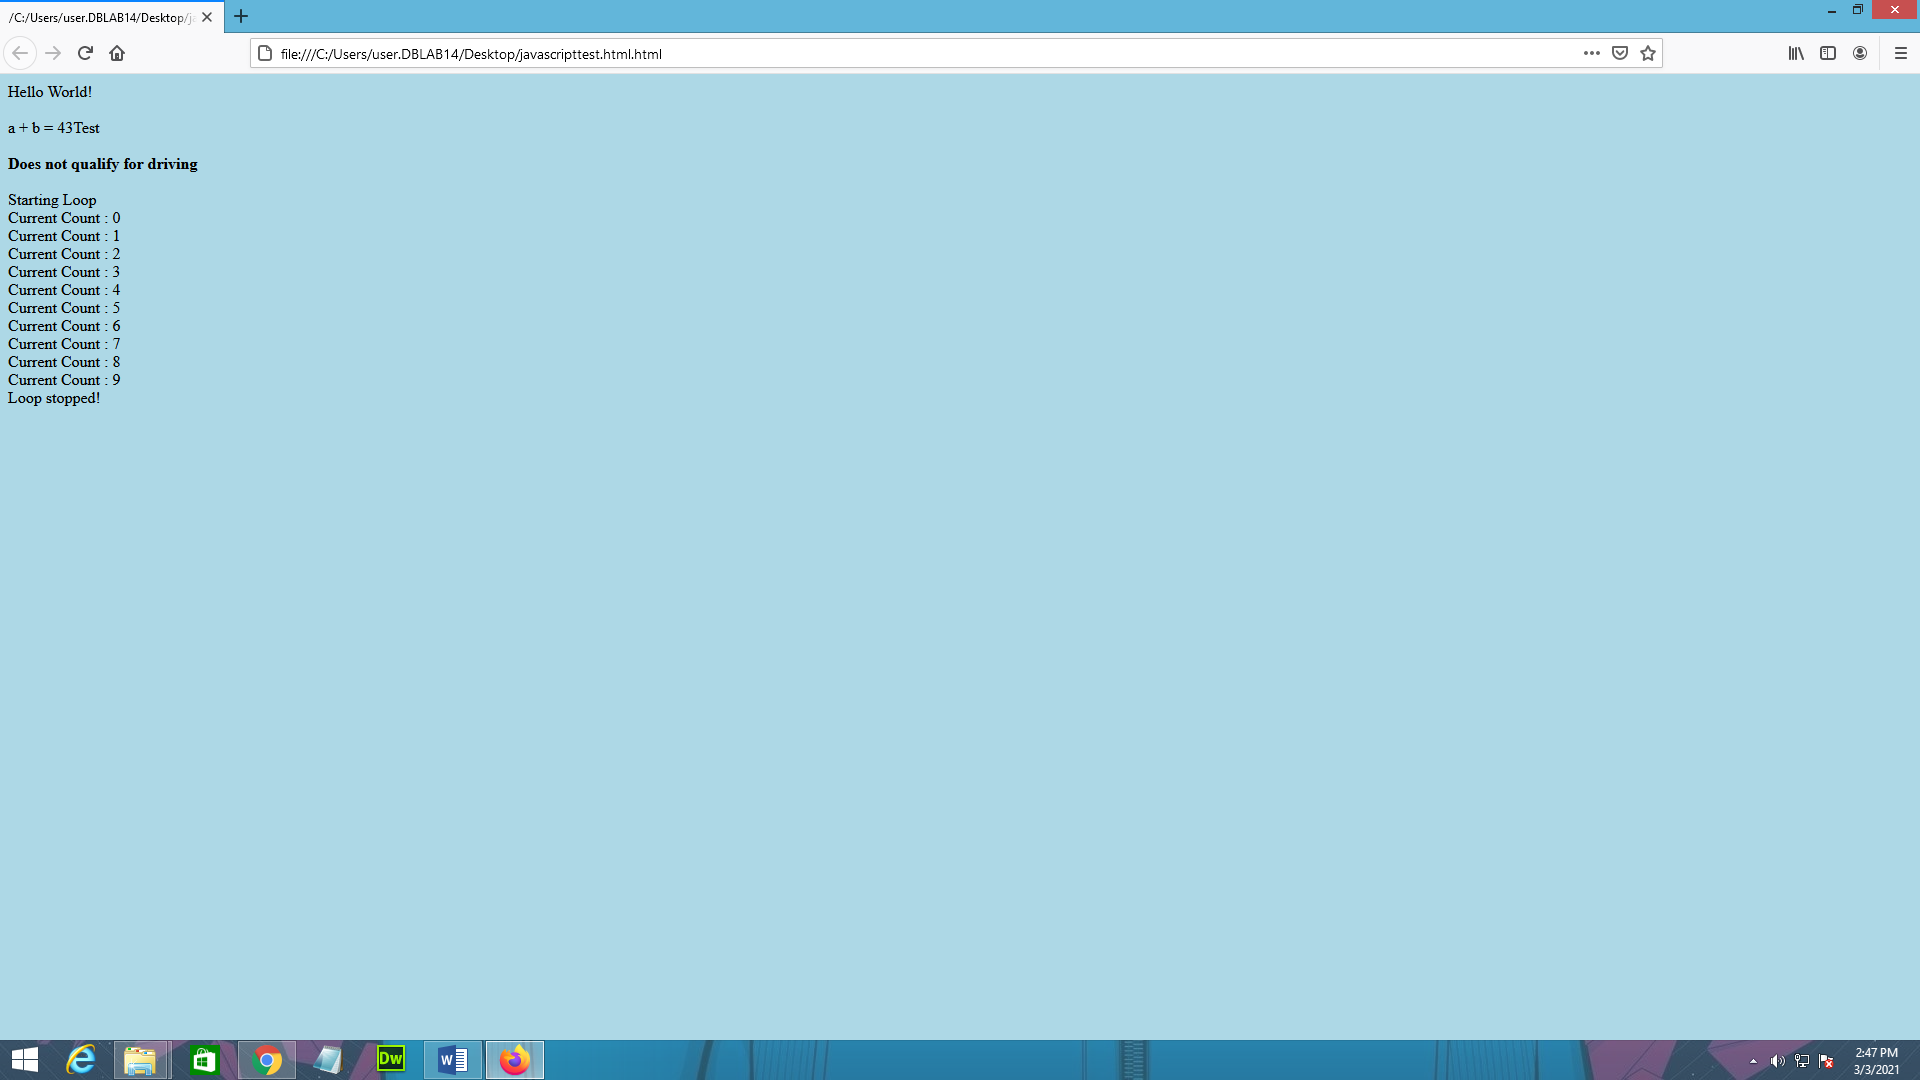 /C:/Users/user.DBLAB14/Desktop/j
file:///C:/Users/user.DBLAB14/Desktop/javascripttest.html.html
Hello World!
a + b = 43Test
Does not qualify for driving
Starting Loop
Current Count : 0
Current Count : 1
Current Count : 2
Current Count : 3
Current Count : 4
Current Count : 5
Current Count : 6
Current Count : 7
Current Count : 8
Current Count : 9
Loop stopped!
Dw
W
2:47 PM
3/3/2021